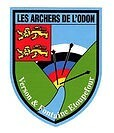 LES ARCHERS DE L'ODON
Verson & Fontaine Etoupefour